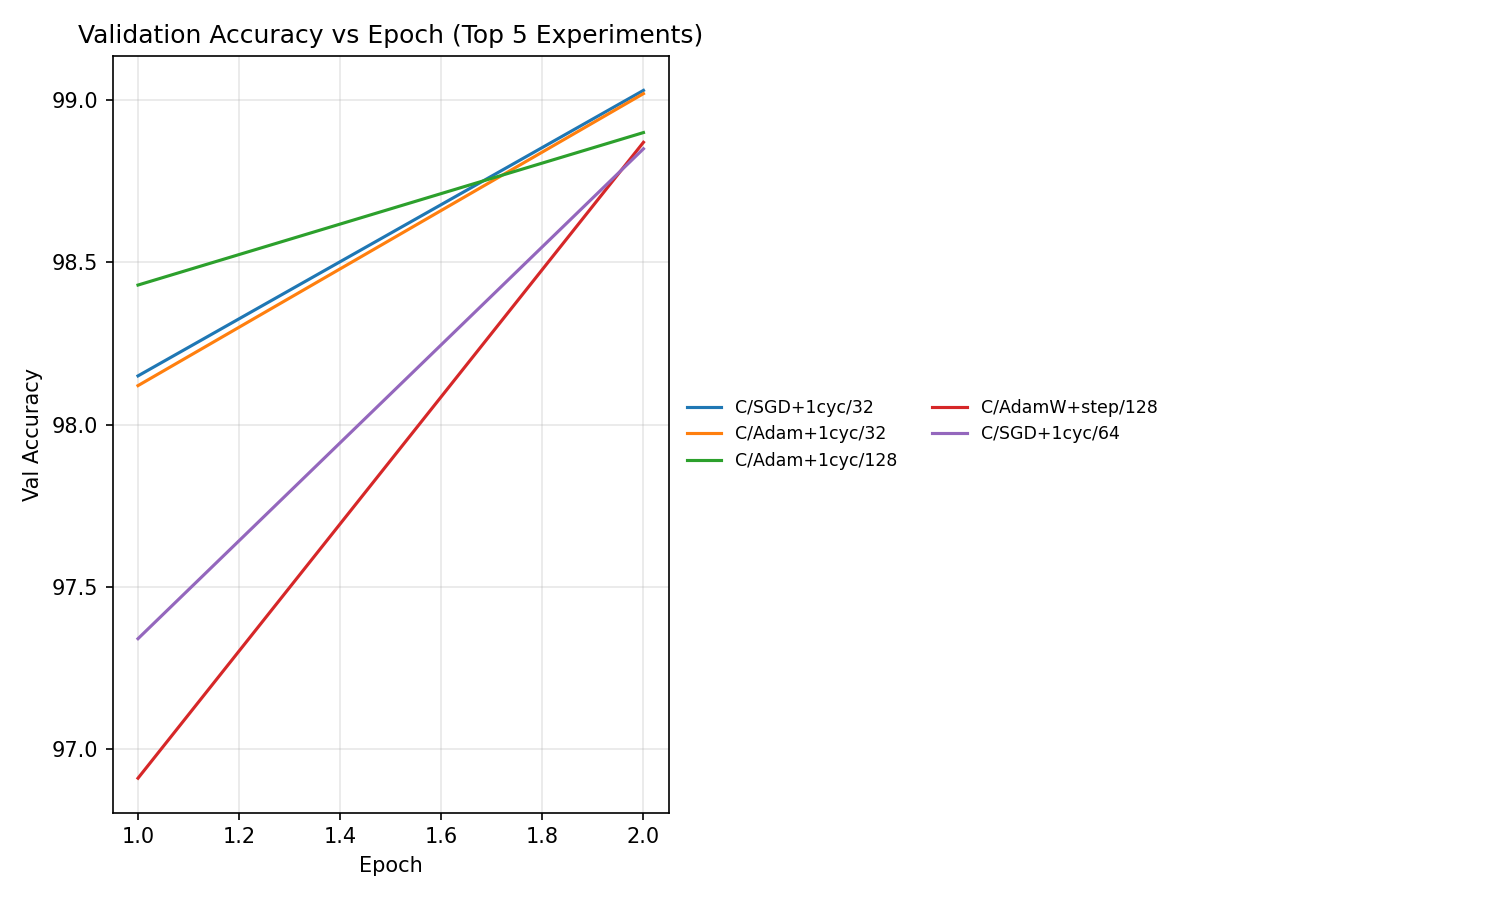 Validation Accuracy vs Epoch (Top 5 Experiments)
99.0
98.5
98.0
97.5
97.0
Val Accuracy
1.0 1.2 1.4 1.6 1.8 2.0
Epoch
C/SGD+1cyc/32
C/Adam+1cyc/32
C/Adam+1cyc/128
C/AdamW+step/128
C/SGD+1cyc/64